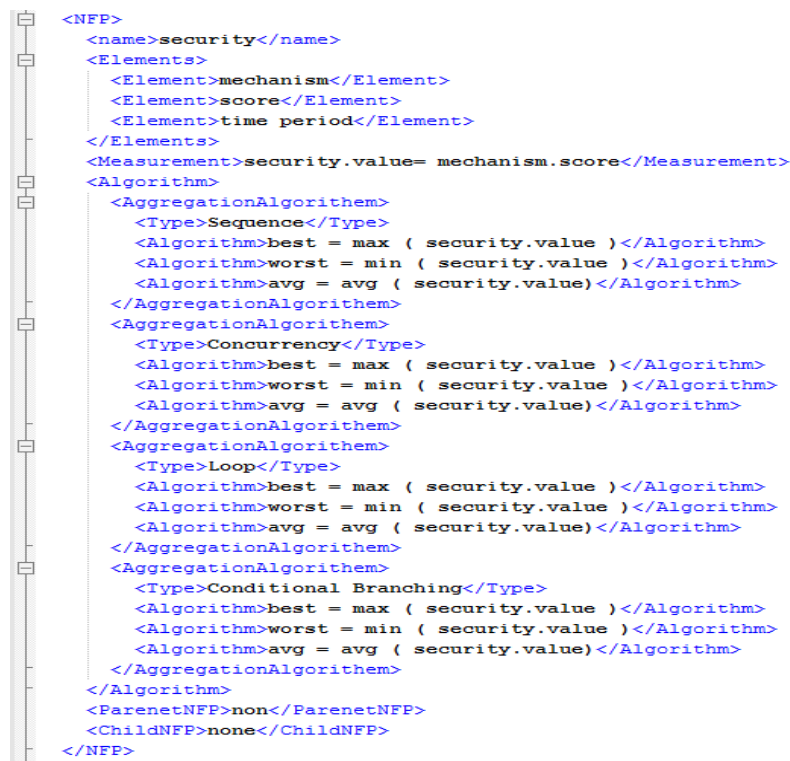 <NFP>
<name>security</name>
<Elements>
<Element>mechanism</Element>
<Element>score</Element>
<Element>time period</Element>
</Elements>
<Measurement>security.value= mechanism.score</Measurement>
<Algorithm>
<AggregationAlgorithem>
<Type>Sequence</Type>
<Algorithm>best = max ( security.value )</Algorithm>
<Algorithm>worst = min ( security.value )</Algorithm>
<Algorithm>avg = avg ( security.value)</Algorithm>
</AggregationAlgorithem>
<AggregationAlgorithem>
<Type>Concurrency</Type>
<Algorithm>best = max ( security.value )</Algorithm>
<Algorithm>worst = min ( security.value )</Algorithm>
<Algorithm>avg = avg ( security.value)</Algorithm>
</AggregationAlgorithem>
<AggregationAlgorithem>
<Type>Loop</Type>
<Algorithm>best = max ( security.value )</Algorithm>
<Algorithm>worst = min ( security.value )</Algorithm>
<Algorithm>avg = avg ( security.value)</Algorithm>
</AggregationAlgorithem>
<AggregationAlgorithem>
<Type>Conditional Branching</Type>
<Algorithm>best = max ( security.value )</Algorithm>
<Algorithm>worst = min ( security.value )</Algorithm>
<Algorithm>avg = avg ( security.value)</Algorithm>
</AggregationAlgorithem>
</Algorithm>
<ParenetNFP>non</ParenetNFP>
<ChildNFP>none</ChildNFP>
</NFP>